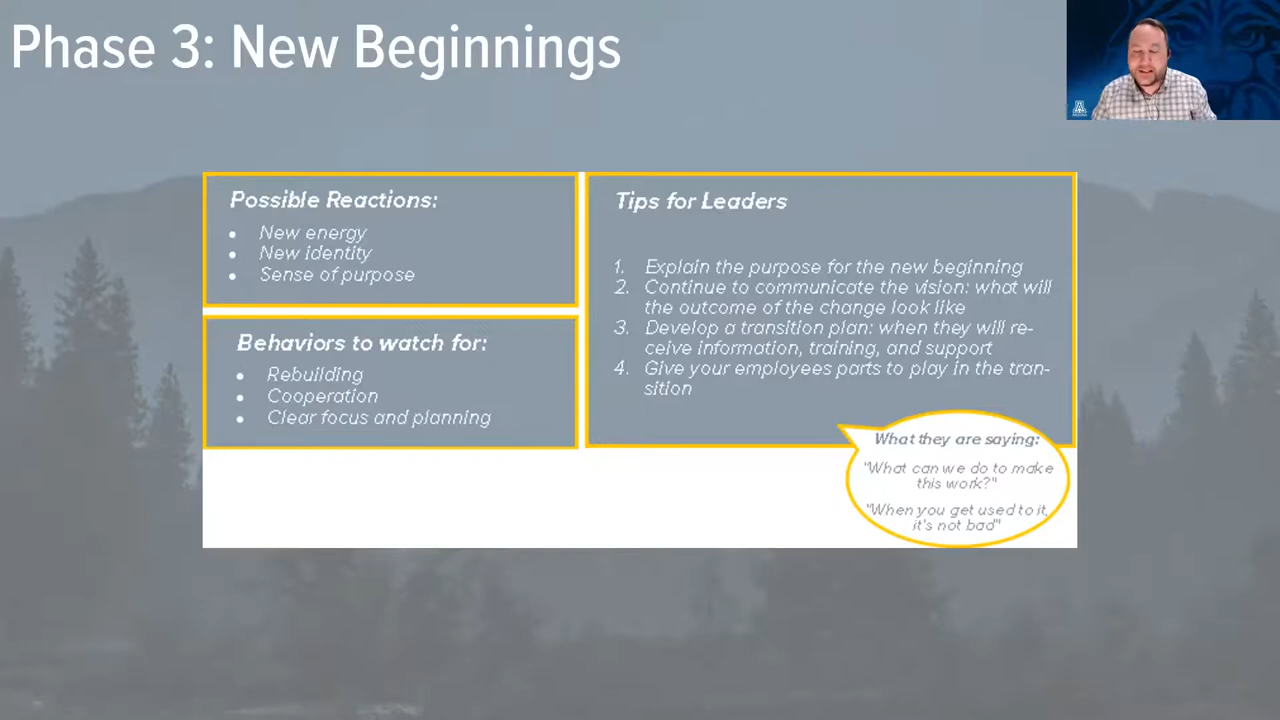 Phase 3: New Beginnings
Possible Reactions:
• New energy
• New identity
• Sense of purpose
Behaviors to watch for:
• Rebuilding
• Cooperation
• Clear focus and planning
Tips for Leaders
1. Explain the purpose for the new beginning
2. Continue to communicate the vision: what will
the outcome of the change look like
3. Develop a transition plan: when they will re-
ceive information, training, and support
4. Give your employees parts to play in the tran-
sition
What they are saying:
"What can we do to make
this work?"
"When you get used to it,
it's not bad"
ARIZONA